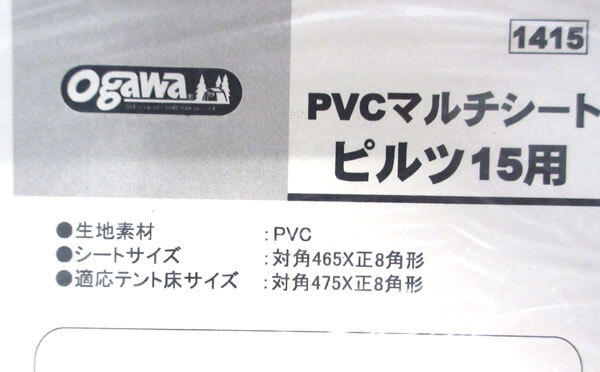 1415
Ogawa
PVCマルチシート
ピルツ15用
●生地素材 :PVC
●シートサイズ :対角465X正8角形
●適応テント床サイズ :対角475X正8角形